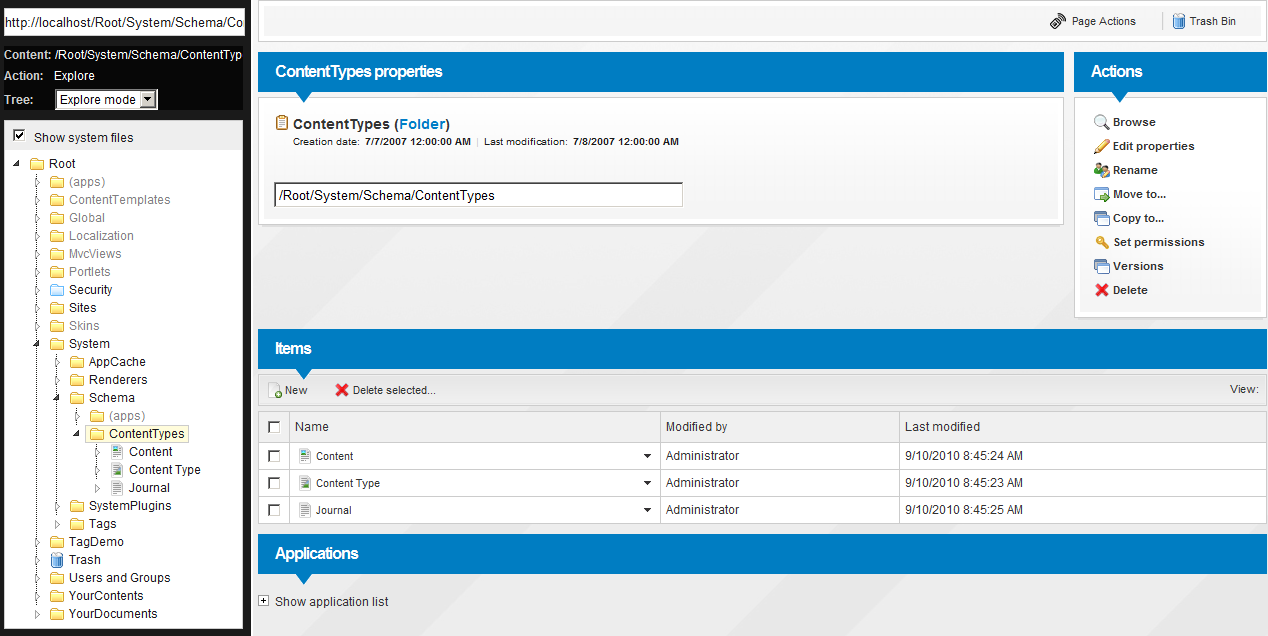 http://localhost/Root/System/Schema/Co
Content: /Root/System/Schema/ContentTyp
Action: Explore
Tree: Explore mode
Show system files
Root
(apps)
ContentTemplates
Global
Localization
MvcViews
Portlets
Security
Sites
Skins
System
AppCache
Renderers
Schema
(apps)
ContentTypes
Content
Content Type
Journal
SystemPlugins
Tags
TagDemo
Trash
Users and Groups
YourContents
YourDocuments
Page Actions
Trash Bin
ContentTypes properties
ContentTypes (Folder)
Creation date: 7/7/2007 12:00:00 AM | Last modification: 7/8/2007 12:00:00 AM
/Root/System/Schema/ContentTypes
Actions
Browse
Edit properties
Rename
Move to...
Copy to...
Set permissions
Versions
Delete
Items
New Delete selected... View:
Name Modified by Last modified
Content Administrator 9/10/2010 8:45:24 AM
Content Type Administrator 9/10/2010 8:45:23 AM
Journal Administrator 9/10/2010 8:45:25 AM
Applications
Show application list